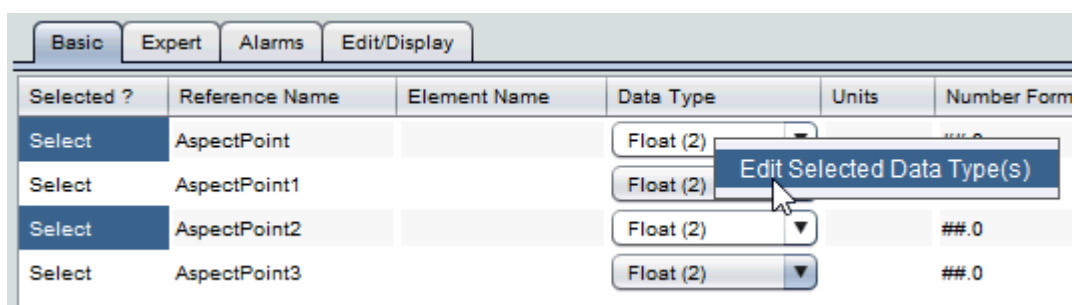 Basic Expert Alarms Edit/Display
Selected ? Reference Name Element Name Data Type Units Number Form
Select AspectPoint Float (2)
Edit Selected Data Type(s)
Select AspectPoint1 Float (2)
Select AspectPoint2 Float (2) ##.0
Select AspectPoint3 Float (2) ##.0